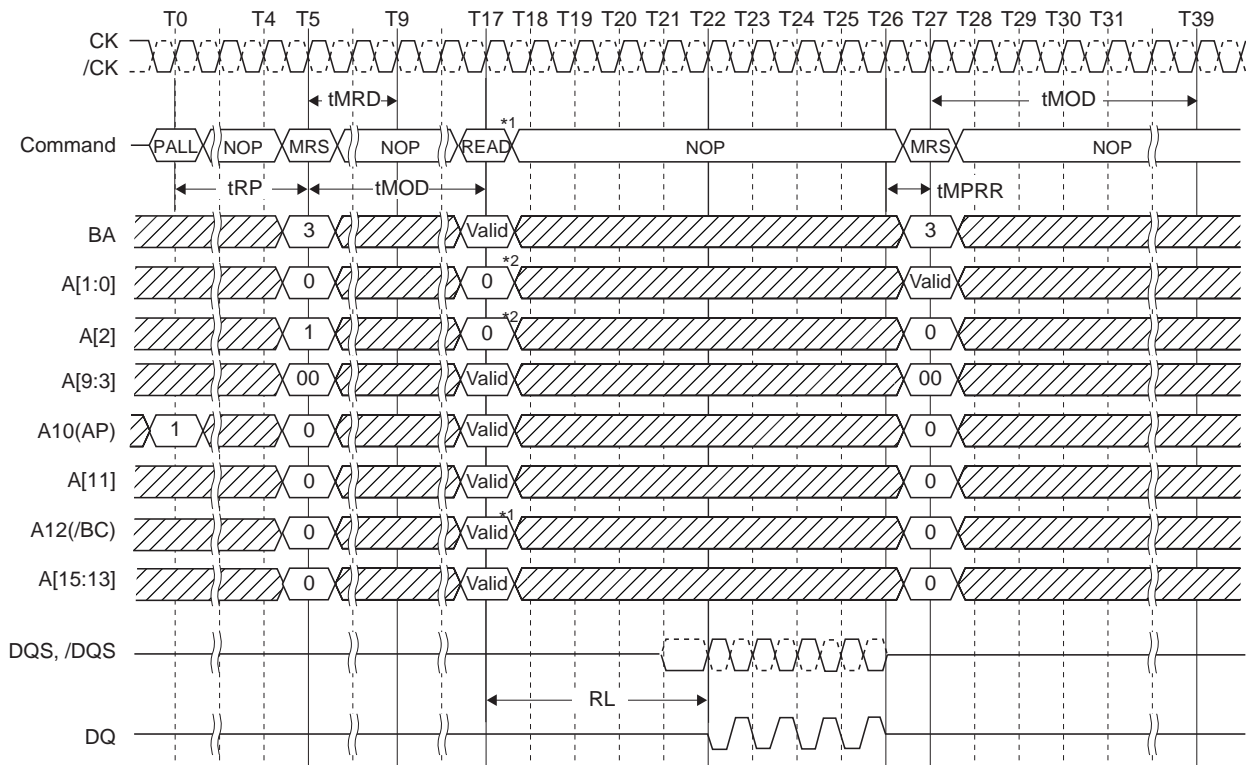 T0 T4 T5 T9 T17 T18 T19 T20 T21 T22 T23 T24 T25 T26 T27 T28 T29 T30 T31 T39
CK
/CK
tMRD tMOD
Command PALL NOP MRS NOP READ *1 NOP MRS NOP
tRP tMOD tMPRR
BA 3 Valid 3
A[1:0] 0 0 *2 Valid
A[2] 1 0 *2 0
A[9:3] 00 Valid 00
A10(AP) 1 0 Valid 0
A[11] 0 Valid 0
A12(/BC) 0 Valid *1 0
A[15:13] 0 Valid 0
DQS, /DQS
RL
DQ